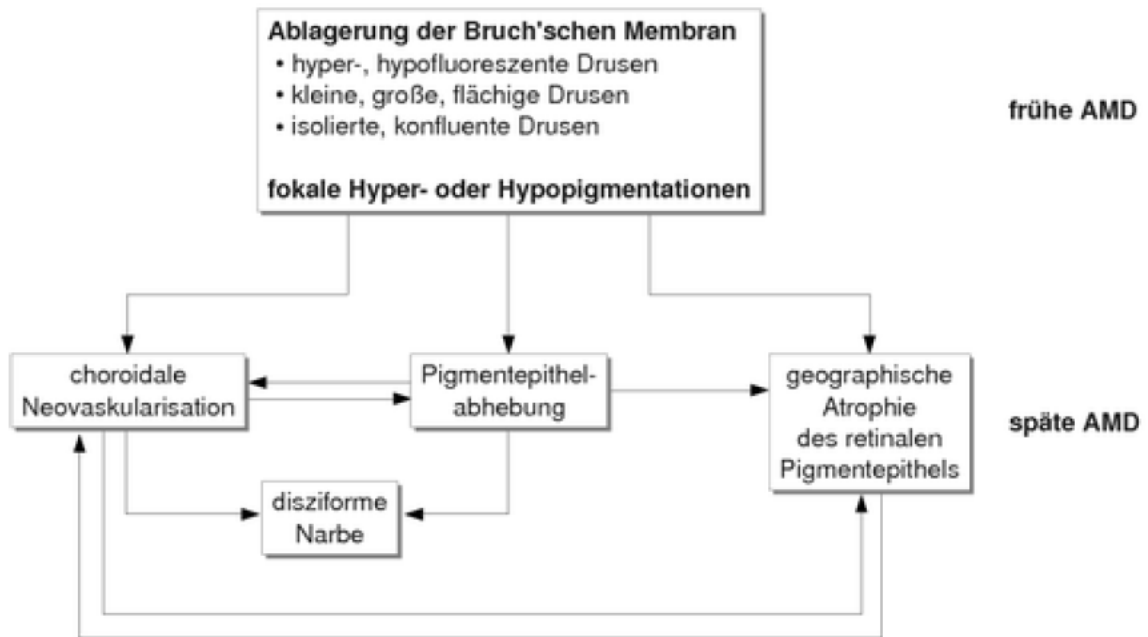 Ablagerung der Bruch'schen Membran
• hyper-, hypofluoreszente Drusen
• kleine, große, flächige Drusen
• isolierte, konfluente Drusen
fokale Hyper- oder Hypopigmentationen
frühe AMD
choroidale
Neovaskularisation
Pigmentepithel-
abhebung
geographische
Atrophie
des retinalen
Pigmentepithels
späte AMD
disziforme
Narbe